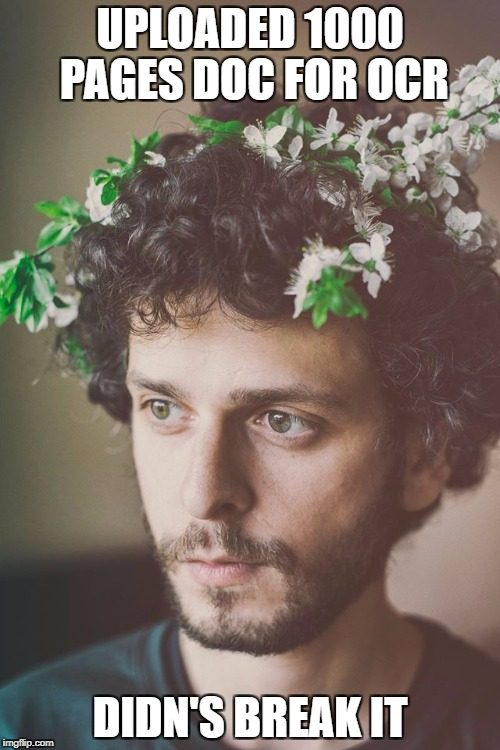 UPLOADED 1000
PAGES DOC FOR OCR
DIDN'S BREAK IT
imgflip.com